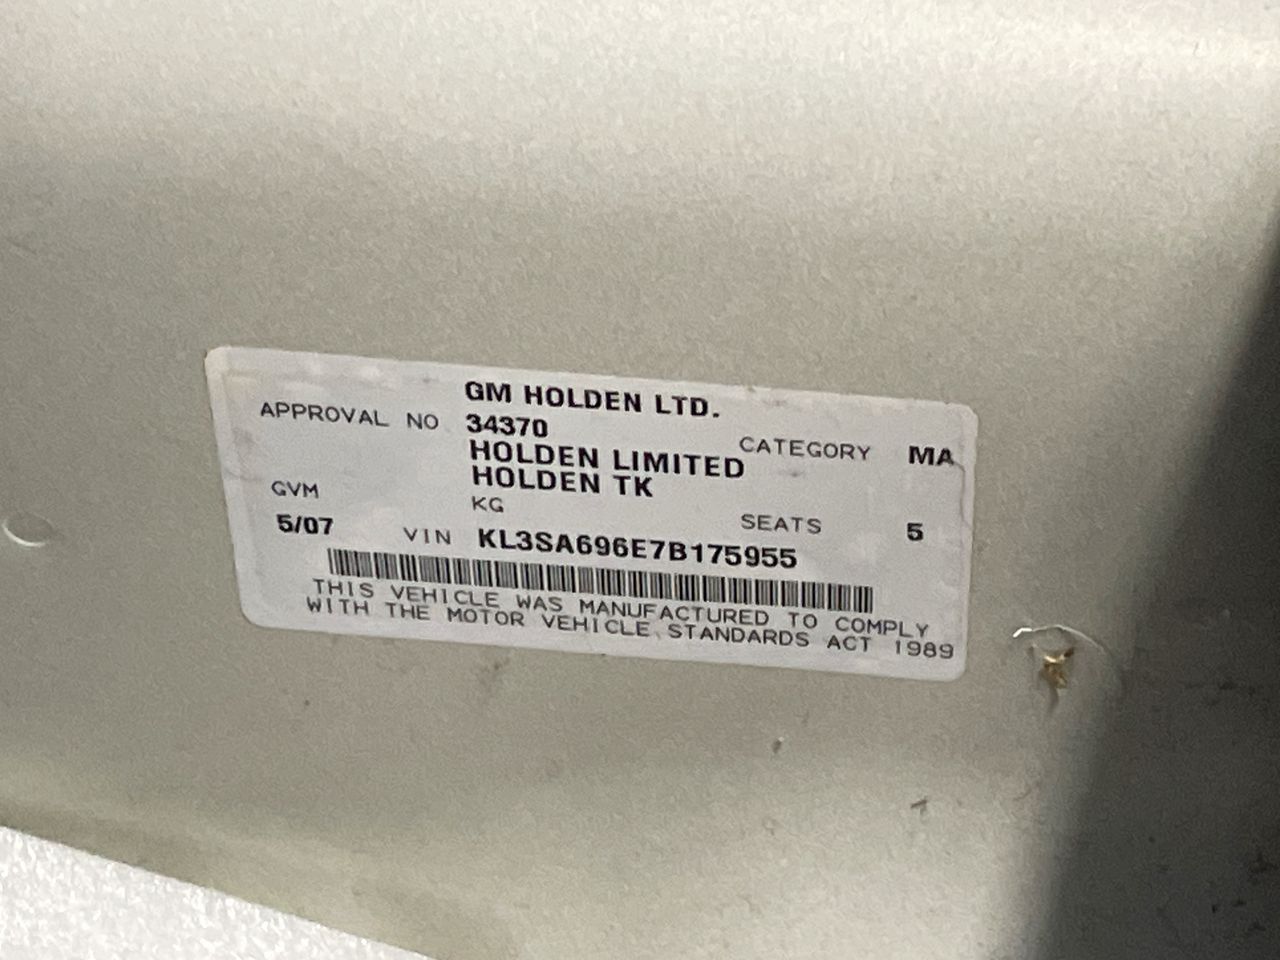 GM HOLDEN LTD.
APPROVAL NO 34370 CATEGORY MA
HOLDEN LIMITED
HOLDEN TK
GVM KG SEATS 5
5/07 VIN KL3SA696E7B175955
THIS VEHICLE WAS MANUFACTURED TO COMPLY
WITH THE MOTOR VEHICLE STANDARDS ACT 1989